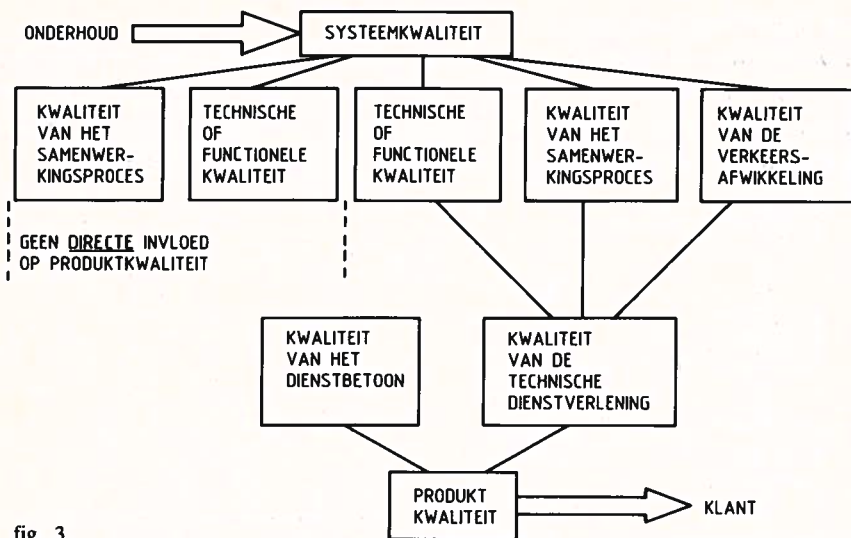 ONDERHOUD
SYSTEEMKWALITEIT
KWALITEIT
VAN HET
SAMENWER-
KINGSPROCES
TECHNISCHE
OF
FUNCTIONELE
KWALITEIT
TECHNISCHE
OF
FUNCTIONELE
KWALITEIT
KWALITEIT
VAN HET
SAMENWER-
KINGSPROCES
KWALITEIT
VAN DE
VERKEERS-
AFWIKKELING
GEEN DIRECTE INVLOED
OP PRODUKTKWALITEIT
KWALITEIT
VAN HET
DIENSTBETOON
KWALITEIT
VAN DE
TECHNISCHE
DIENSTVERLENING
PRODUKT
KWALITEIT
KLANT
fig. 3